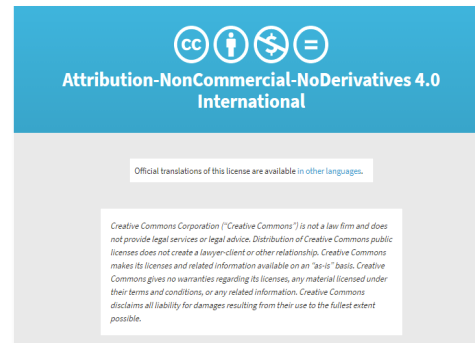 cc
Attribution-NonCommercial-NoDerivatives 4.0
International
Official translations of this license are available in other languages.
Creative Commons Corporation (“Creative Commons”) is not a law firm and does
not provide legal services or legal advice. Distribution of Creative Commons public
licenses does not create a lawyer-client or other relationship. Creative Commons
makes its licenses and related information available on an “as-is” basis. Creative
Commons gives no warranties regarding its licenses, any material licensed under
their terms and conditions, or any related information. Creative Commons
disclaims all liability for damages resulting from their use to the fullest extent
possible.